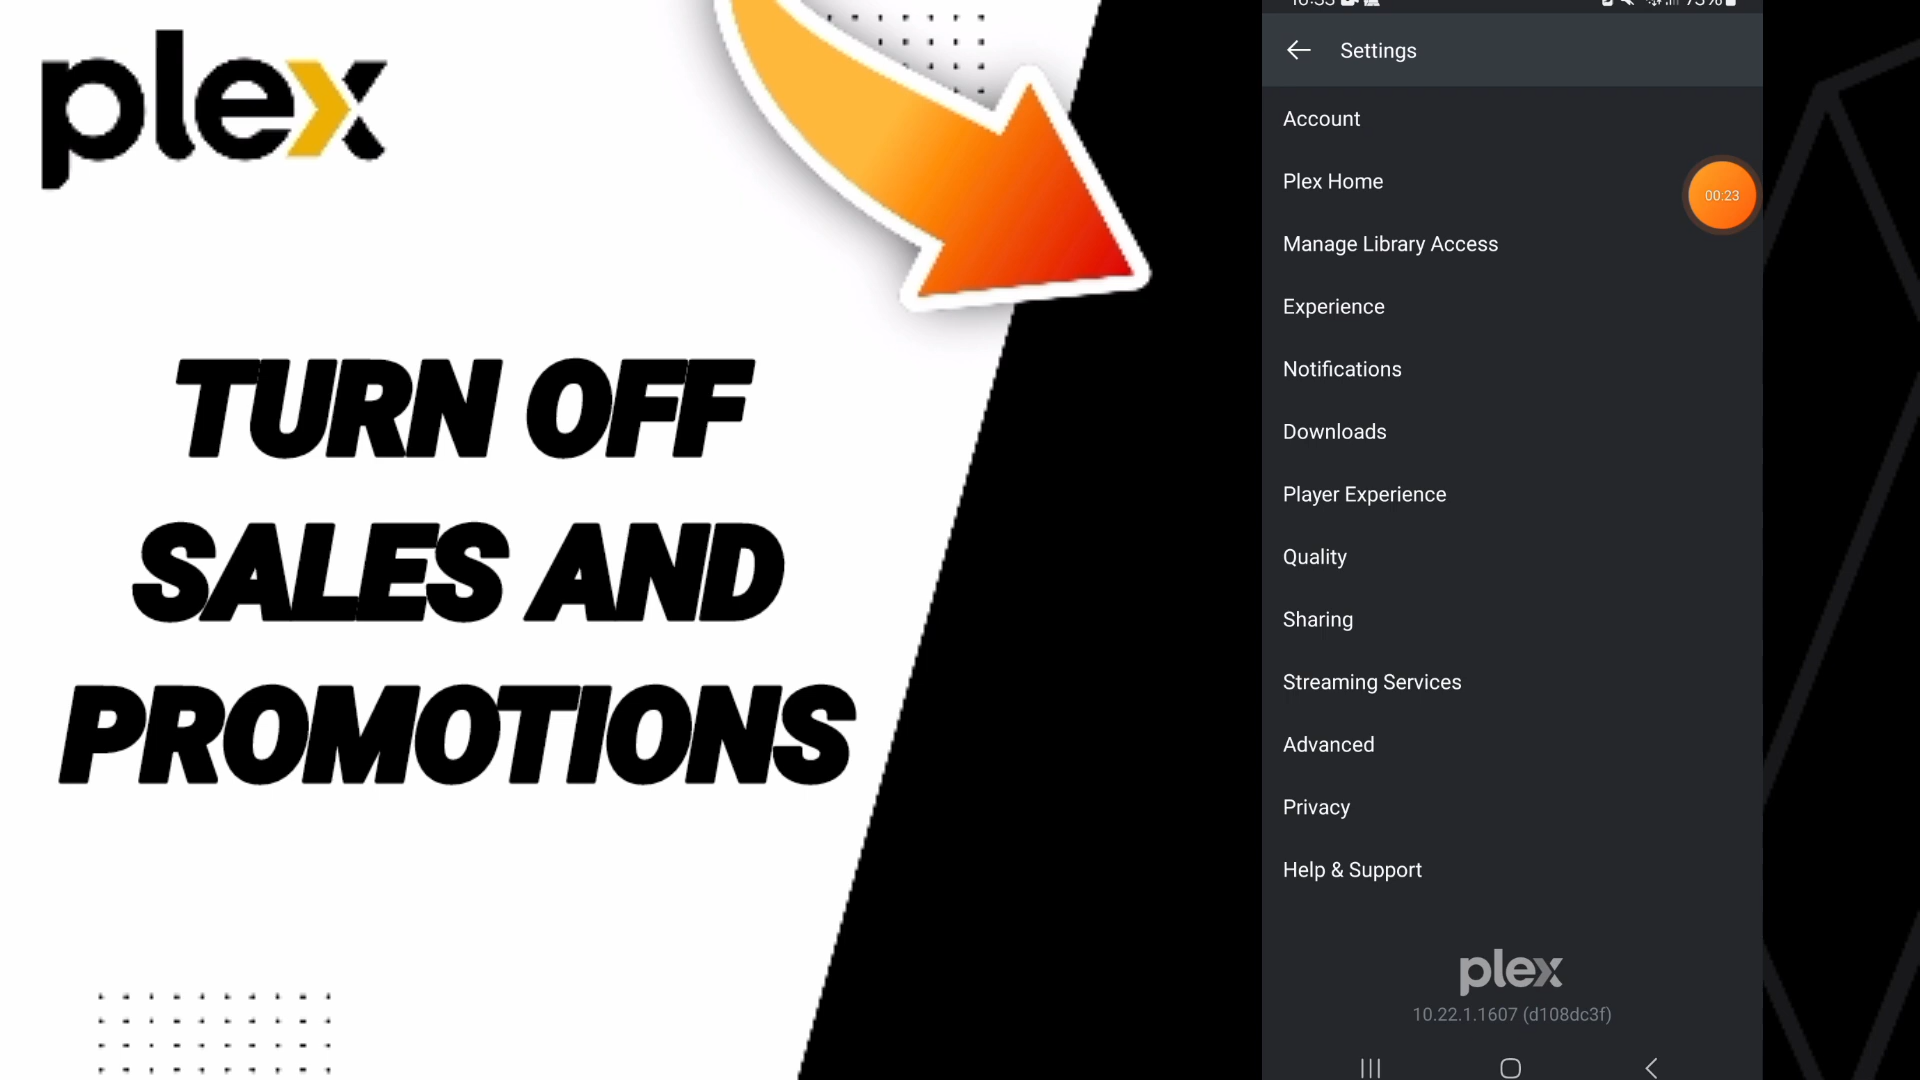 plex
TURN OFF
SALES AND
PROMOTIONS
Settings
Account
Plex Home
00:23
Manage Library Access
Experience
Notifications
Downloads
Player Experience
Quality
Sharing
Streaming Services
Advanced
Privacy
Help & Support
plex
10.22.1.1607 (d108dc3f)